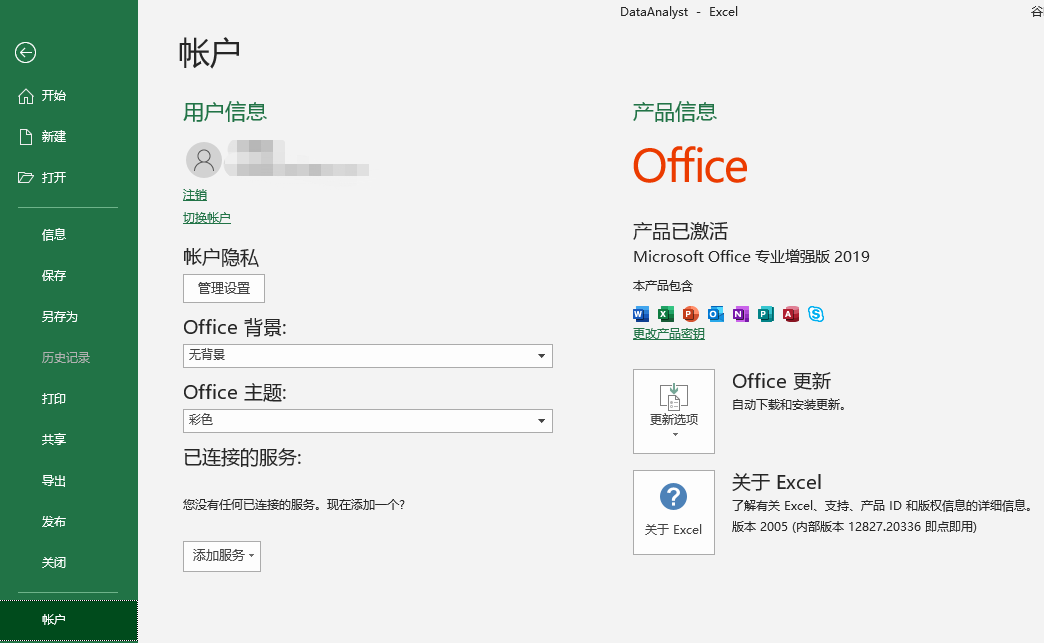 DataAnalyst - Excel
谷
开始
新建
打开
信息
保存
另存为
历史记录
打印
共享
导出
发布
关闭
帐户
帐户
用户信息
注销
切换帐户
帐户隐私
管理设置
Office 背景:
无背景
Office 主题:
彩色
已连接的服务:
您没有任何已连接的服务。现在添加一个?
添加服务
产品信息
Office
产品已激活
Microsoft Office 专业增强版 2019
本产品包含
W X P O N P A S
更改产品密钥
更新选项
Office 更新
自动下载和安装更新。
?
关于 Excel
关于 Excel
了解有关 Excel、支持、产品 ID 和版权信息的详细信息。
版本 2005 (内部版本 12827.20336 即点即用)